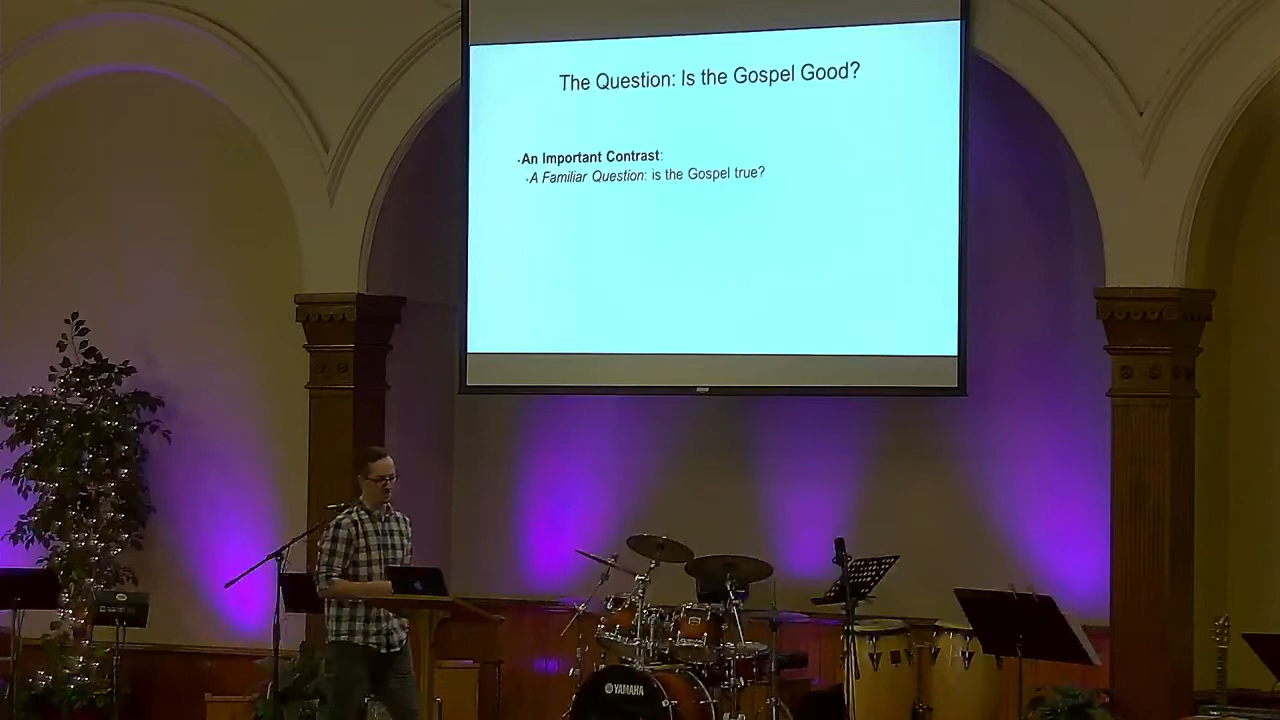 The Question: Is the Gospel Good?
·An Important Contrast:
·A Familiar Question: is the Gospel true?
YAMAHA